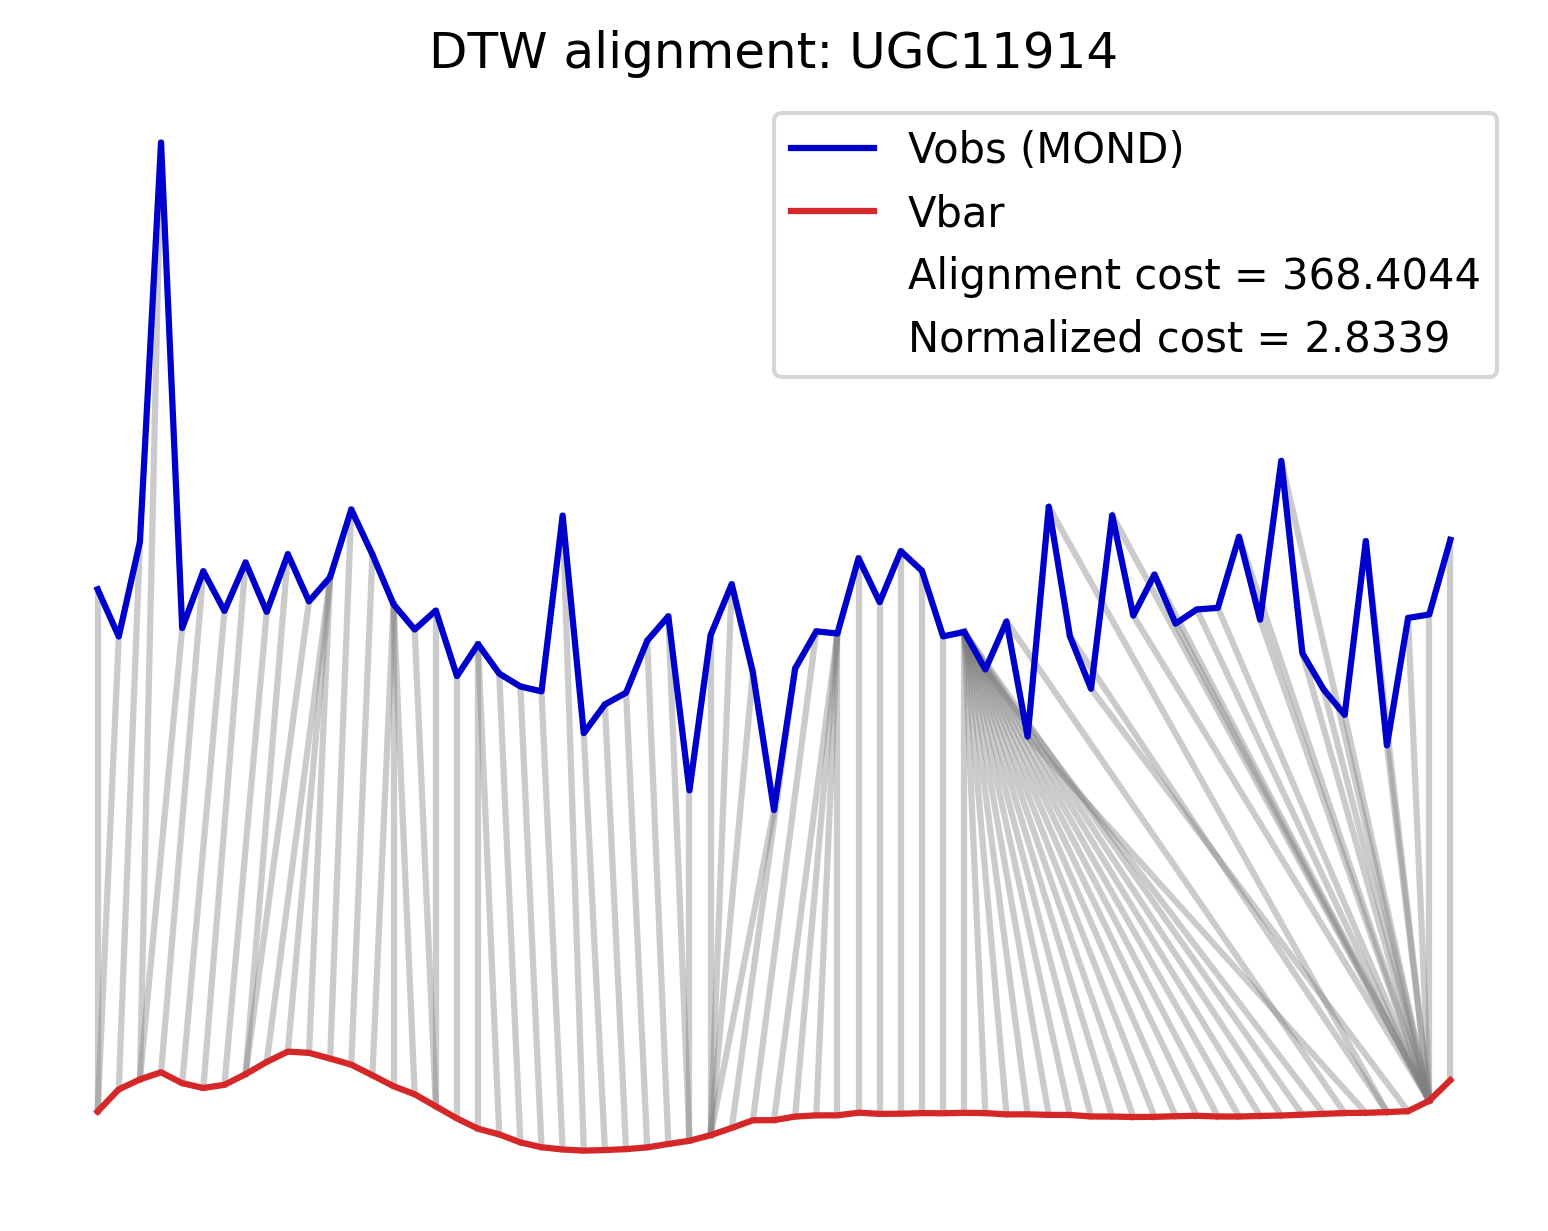 DTW alignment: UGC11914
Vobs (MOND)
Vbar
Alignment cost = 368.4044
Normalized cost = 2.8339